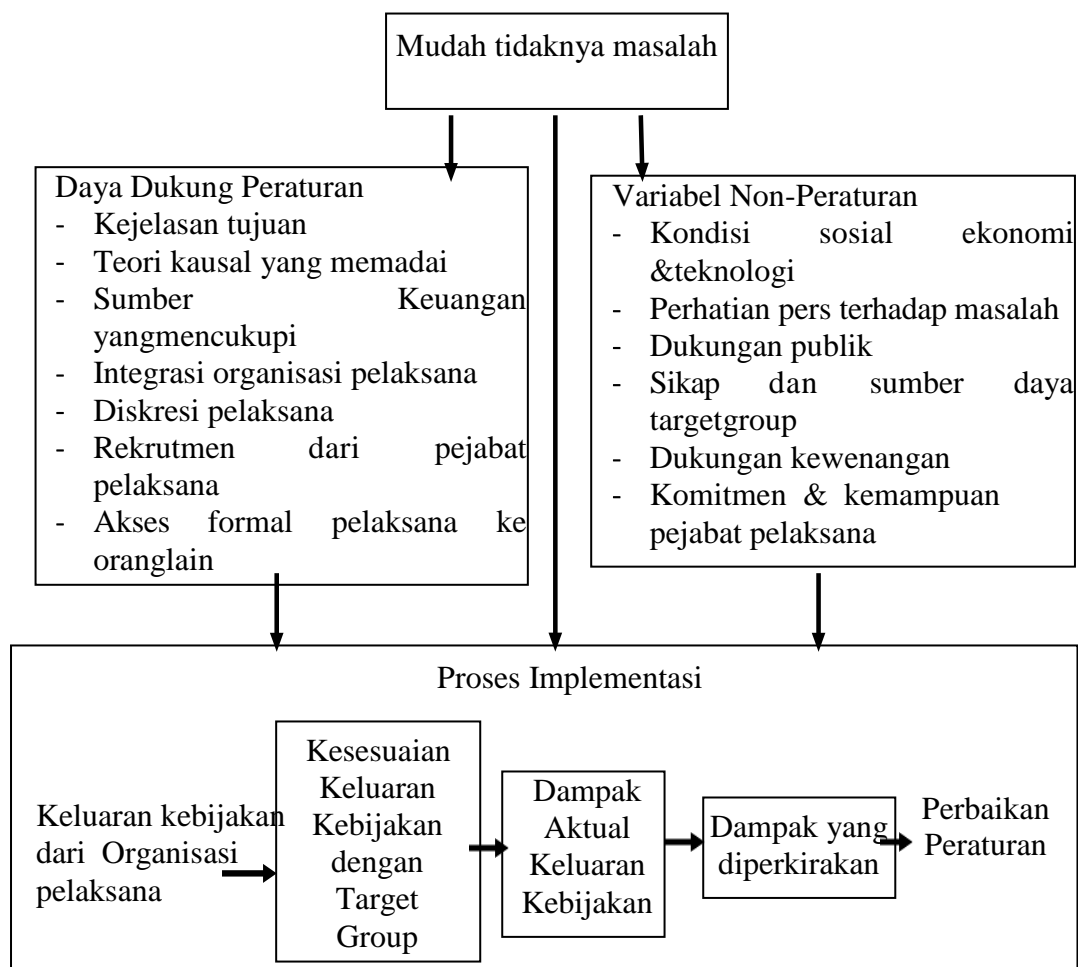 Mudah tidaknya masalah
Daya Dukung Peraturan
- Kejelasan tujuan
- Teori kausal yang memadai
- Sumber Keuangan
yangmencukupi
- Integrasi organisasi pelaksana
- Diskresi pelaksana
- Rekrutmen dari pejabat
pelaksana
- Akses formal pelaksana ke
oranglain
Variabel Non-Peraturan
- Kondisi sosial ekonomi
&teknologi
- Perhatian pers terhadap masalah
- Dukungan publik
- Sikap dan sumber daya
targetgroup
- Dukungan kewenangan
- Komitmen & kemampuan
pejabat pelaksana
Proses Implementasi
Keluaran kebijakan
dari Organisasi
pelaksana
Kesesuaian
Keluaran
Kebijakan
dengan
Target
Group
Dampak
Aktual
Keluaran
Kebijakan
Dampak yang
diperkirakan
Perbaikan
Peraturan